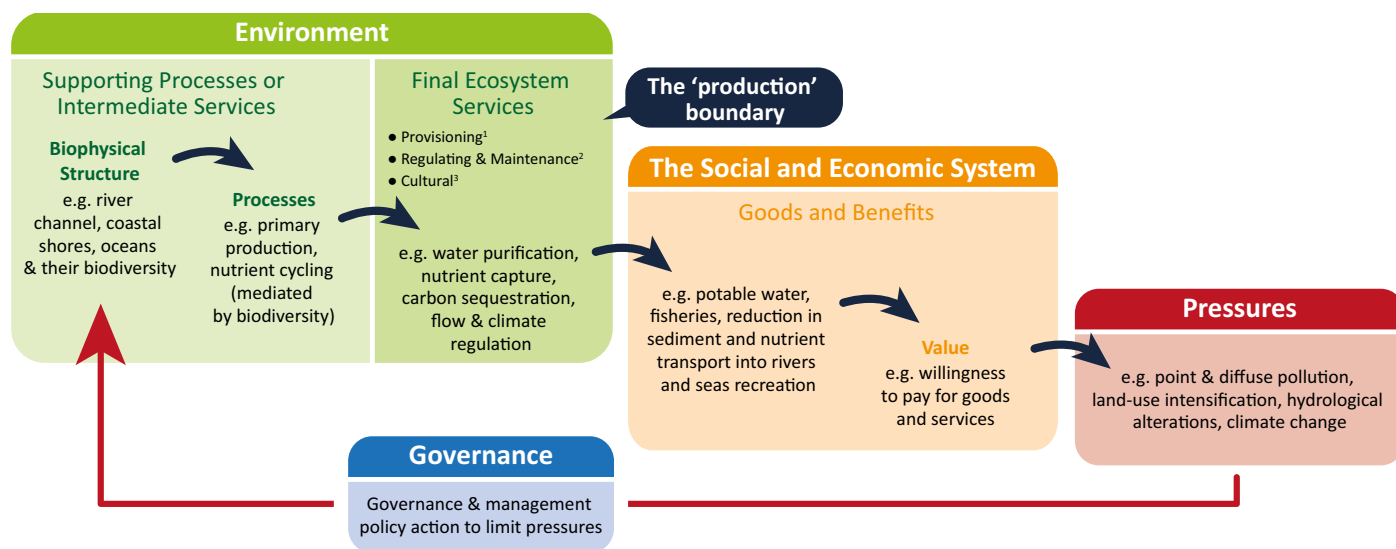 Environment
Supporting Processes or
Intermediate Services
Biophysical
Structure
e.g. river
channel, coastal
shores, oceans
& their biodiversity
Processes
e.g. primary
production,
nutrient cycling
(mediated
by biodiversity)
Final Ecosystem
Services
● Provisioning¹
● Regulating & Maintenance²
● Cultural³
e.g. water purification,
nutrient capture,
carbon sequestration,
flow & climate
regulation
The ‘production’
boundary
The Social and Economic System
Goods and Benefits
e.g. potable water,
fisheries, reduction in
sediment and nutrient
transport into rivers
and seas recreation
Value
e.g. willingness
to pay for goods
and services
Pressures
e.g. point & diffuse pollution,
land-use intensification, hydrological
alterations, climate change
Governance
Governance & management
policy action to limit pressures